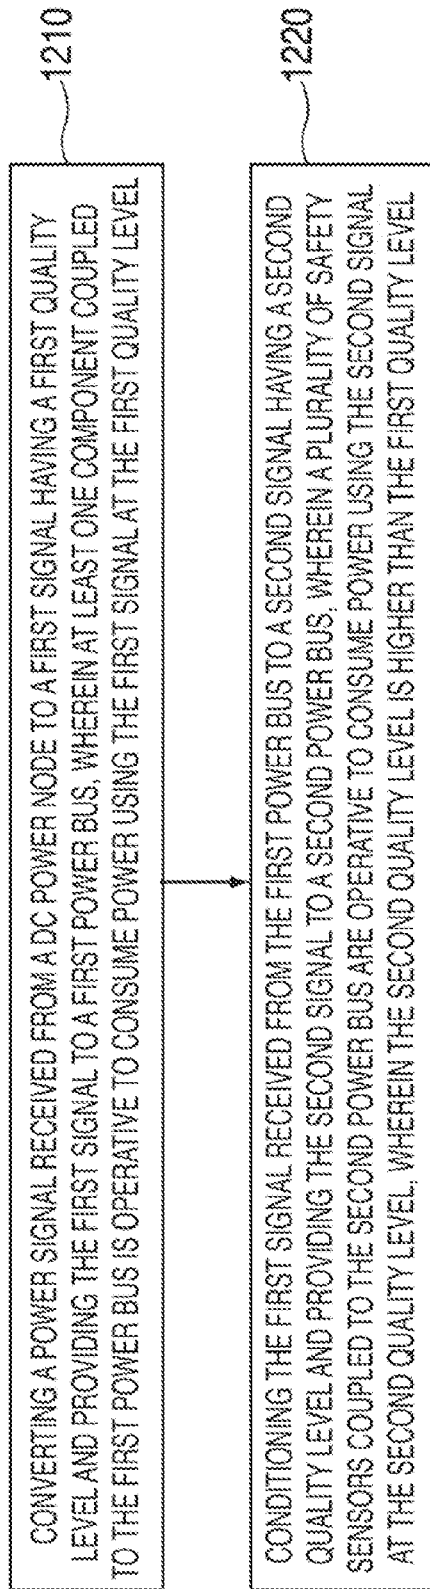 CONVERTING A POWER SIGNAL RECEIVED FROM A DC POWER NODE TO A FIRST SIGNAL HAVING A FIRST QUALITY
LEVEL AND PROVIDING THE FIRST SIGNAL TO A FIRST POWER BUS, WHEREIN AT LEAST ONE COMPONENT COUPLED
TO THE FIRST POWER BUS IS OPERATIVE TO CONSUME POWER USING THE FIRST SIGNAL AT THE FIRST QUALITY LEVEL
1210
CONDITIONING THE FIRST SIGNAL RECEIVED FROM THE FIRST POWER BUS TO A SECOND SIGNAL HAVING A SECOND
QUALITY LEVEL AND PROVIDING THE SECOND SIGNAL TO A SECOND POWER BUS, WHEREIN A PLURALITY OF SAFETY
SENSORS COUPLED TO THE SECOND POWER BUS ARE OPERATIVE TO CONSUME POWER USING THE SECOND SIGNAL
AT THE SECOND QUALITY LEVEL, WHEREIN THE SECOND QUALITY LEVEL IS HIGHER THAN THE FIRST QUALITY LEVEL
1220